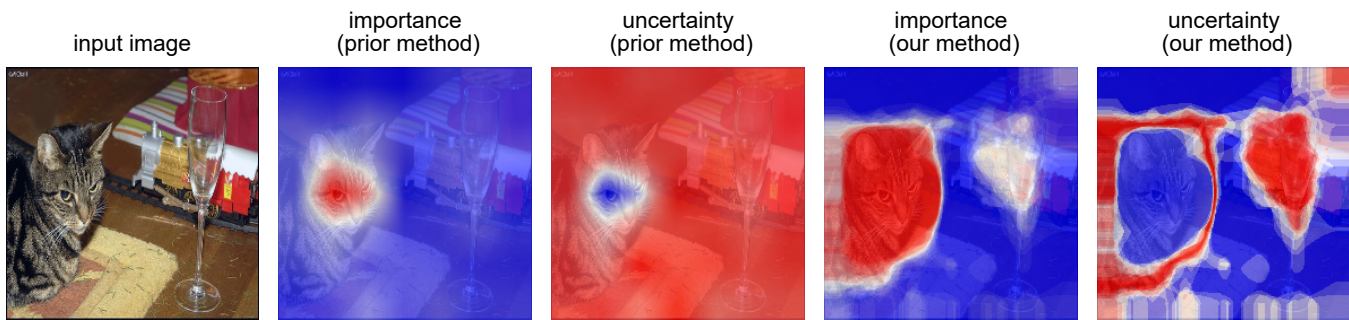 input image
importance
(prior method)
uncertainty
(prior method)
importance
(our method)
uncertainty
(our method)